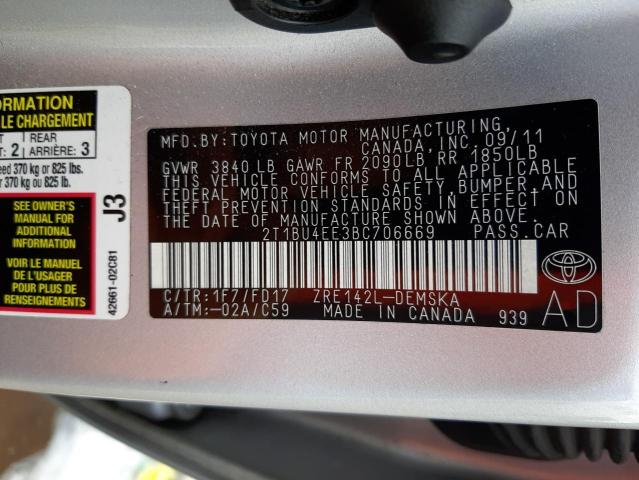 ORMATION
LE CHARGEMENT
T: 2 REAR
ARRIÈRE: 3
eed 370 kg or 825 lbs.
r 370 kg ou 825 lb.
SEE OWNER'S
MANUAL FOR
ADDITIONAL
INFORMATION
VOIR LE MANUEL
DE L'USAGER
POUR PLUS DE
RENSEIGNEMENTS
J3
42661-02C81
MFD.BY:TOYOTA MOTOR MANUFACTURING,
CANADA,INC.09/11
GVWR 3840LB GAWR FR 2090LB RR 1850LB
THIS VEHICLE CONFORMS TO ALL APPLICABLE
FEDERAL MOTOR VEHICLE SAFETY,BUMPER,AND
THEFT PREVENTION STANDARDS IN EFFECT ON
THE DATE OF MANUFACTURE SHOWN ABOVE.
2T1BU4EE3BC706669 PASS.CAR
C/TR:1F7/FD17 ZRE142L-DEMSKA
A/TM:-02A/C59 MADE IN CANADA 939
AD